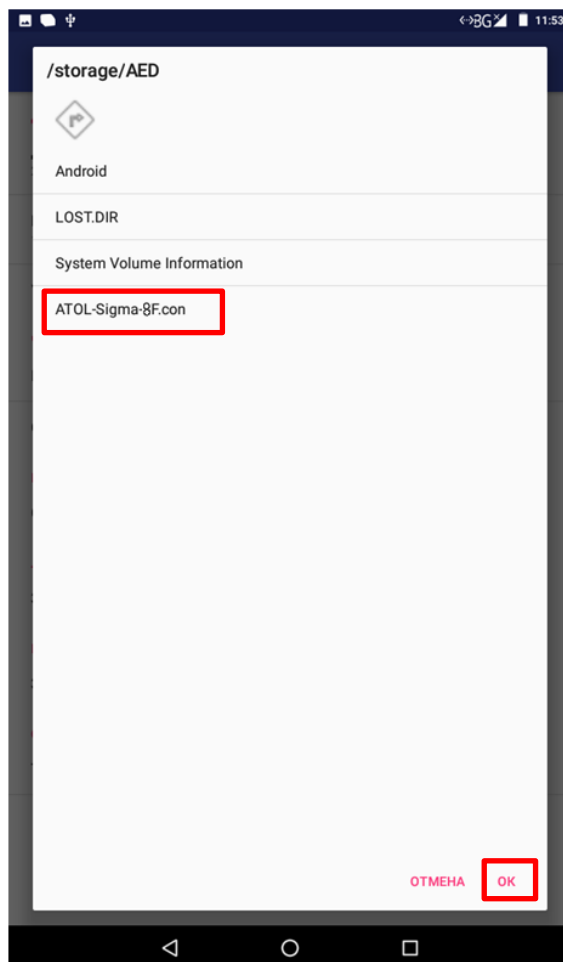 3G 11:53
/storage/AED
Android
LOST.DIR
System Volume Information
ATOL-Sigma-8F.con
ОТМЕНА ОК